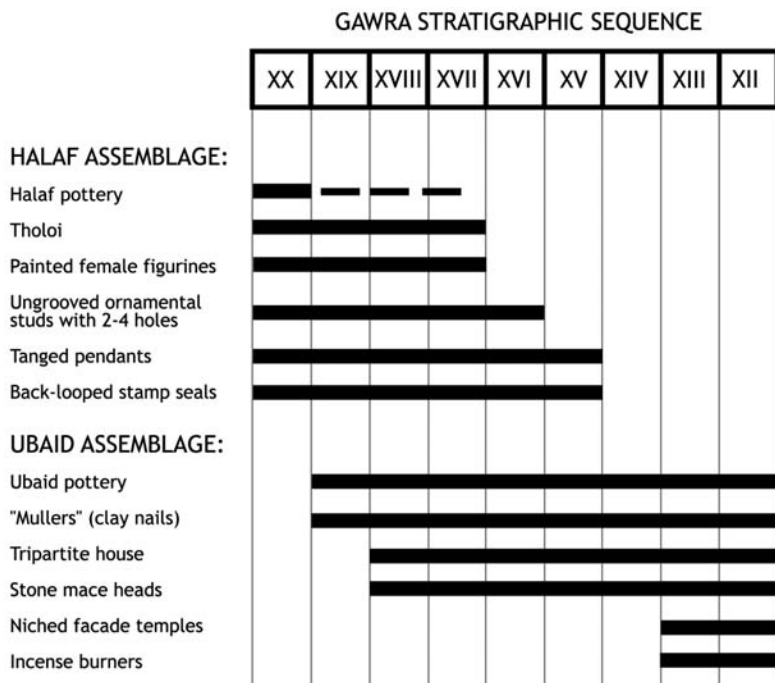 GAWRA STRATIGRAPHIC SEQUENCE
XX XIX XVIII XVII XVI XV XIV XIII XII
HALAF ASSEMBLAGE:
Halaf pottery
Tholoi
Painted female figurines
Ungrooved ornamental
studs with 2-4 holes
Tanged pendants
Back-looped stamp seals
UBAID ASSEMBLAGE:
Ubaid pottery
"Mullers" (clay nails)
Tripartite house
Stone mace heads
Niched facade temples
Incense burners